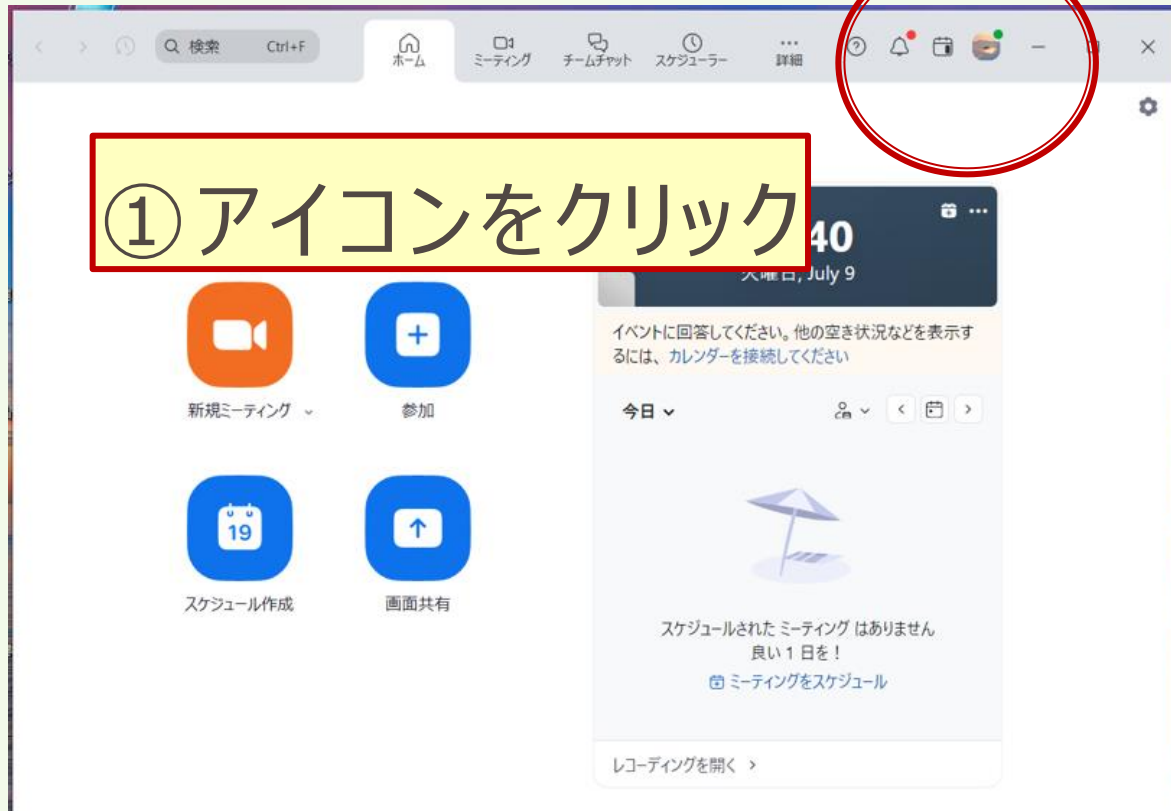 検索 Ctrl+F
ホーム
ミーティング
チームチャット
スケジューラー
詳細
①アイコンをクリック
40
火曜日, July 9
新規ミーティング
参加
19
スケジュール作成
画面共有
イベントに回答してください。他の空き状況などを表示す
るには、カレンダーを接続してください
今日
スケジュールされた ミーティング はありません
良い 1 日を！
ミーティングをスケジュール
レコーディングを開く